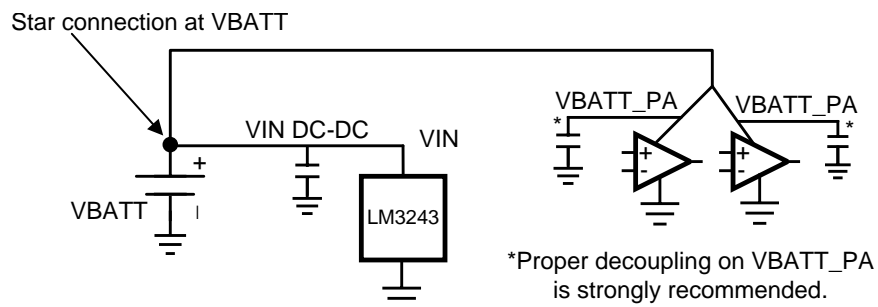 Star connection at VBATT
VBATT_PA
VBATT_PA
*
*
VIN DC-DC
VIN
+
+
-
+
-
VBATT
LM3243
*Proper decoupling on VBATT_PA
is strongly recommended.